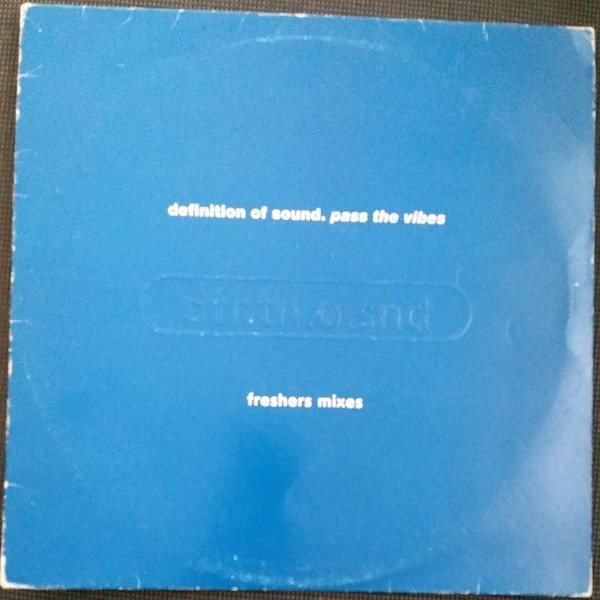 definition of sound. pass the vibes
freshers mixes